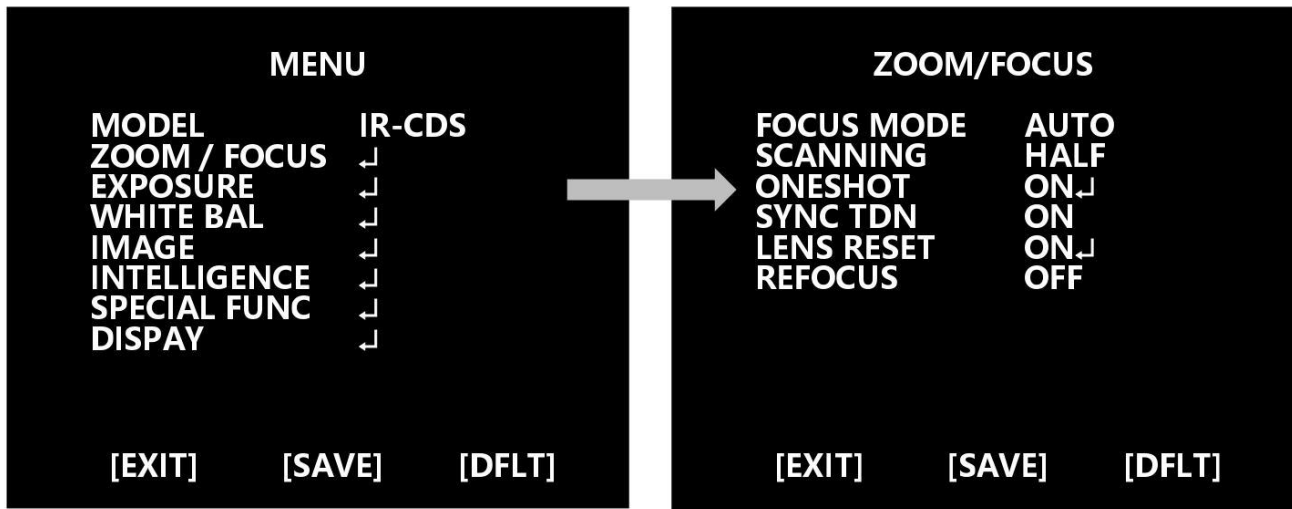 MENU
MODEL IR-CDS
ZOOM / FOCUS ↵
EXPOSURE ↵
WHITE BAL ↵
IMAGE ↵
INTELLIGENCE ↵
SPECIAL FUNC ↵
DISPAY ↵
[EXIT] [SAVE] [DFLT]
ZOOM/FOCUS
FOCUS MODE AUTO
SCANNING HALF
ONESHOT ON↵
SYNC TDN ON
LENS RESET ON↵
REFOCUS OFF
[EXIT] [SAVE] [DFLT]